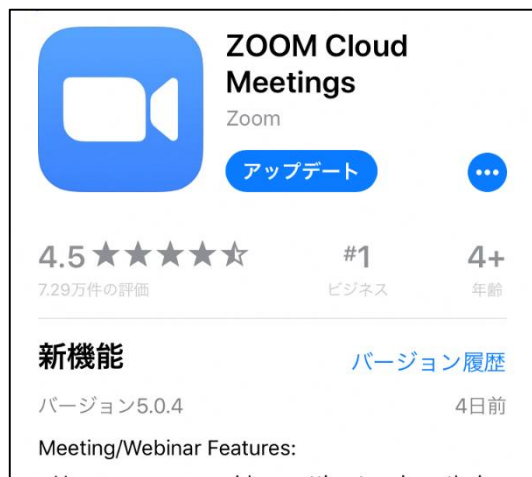 ZOOM Cloud
Meetings
Zoom
アップデート
4.5
#1
4+
7.29万件の評価
ビジネス
年齢
新機能
バージョン履歴
バージョン5.0.4
4日前
Meeting/Webinar Features: